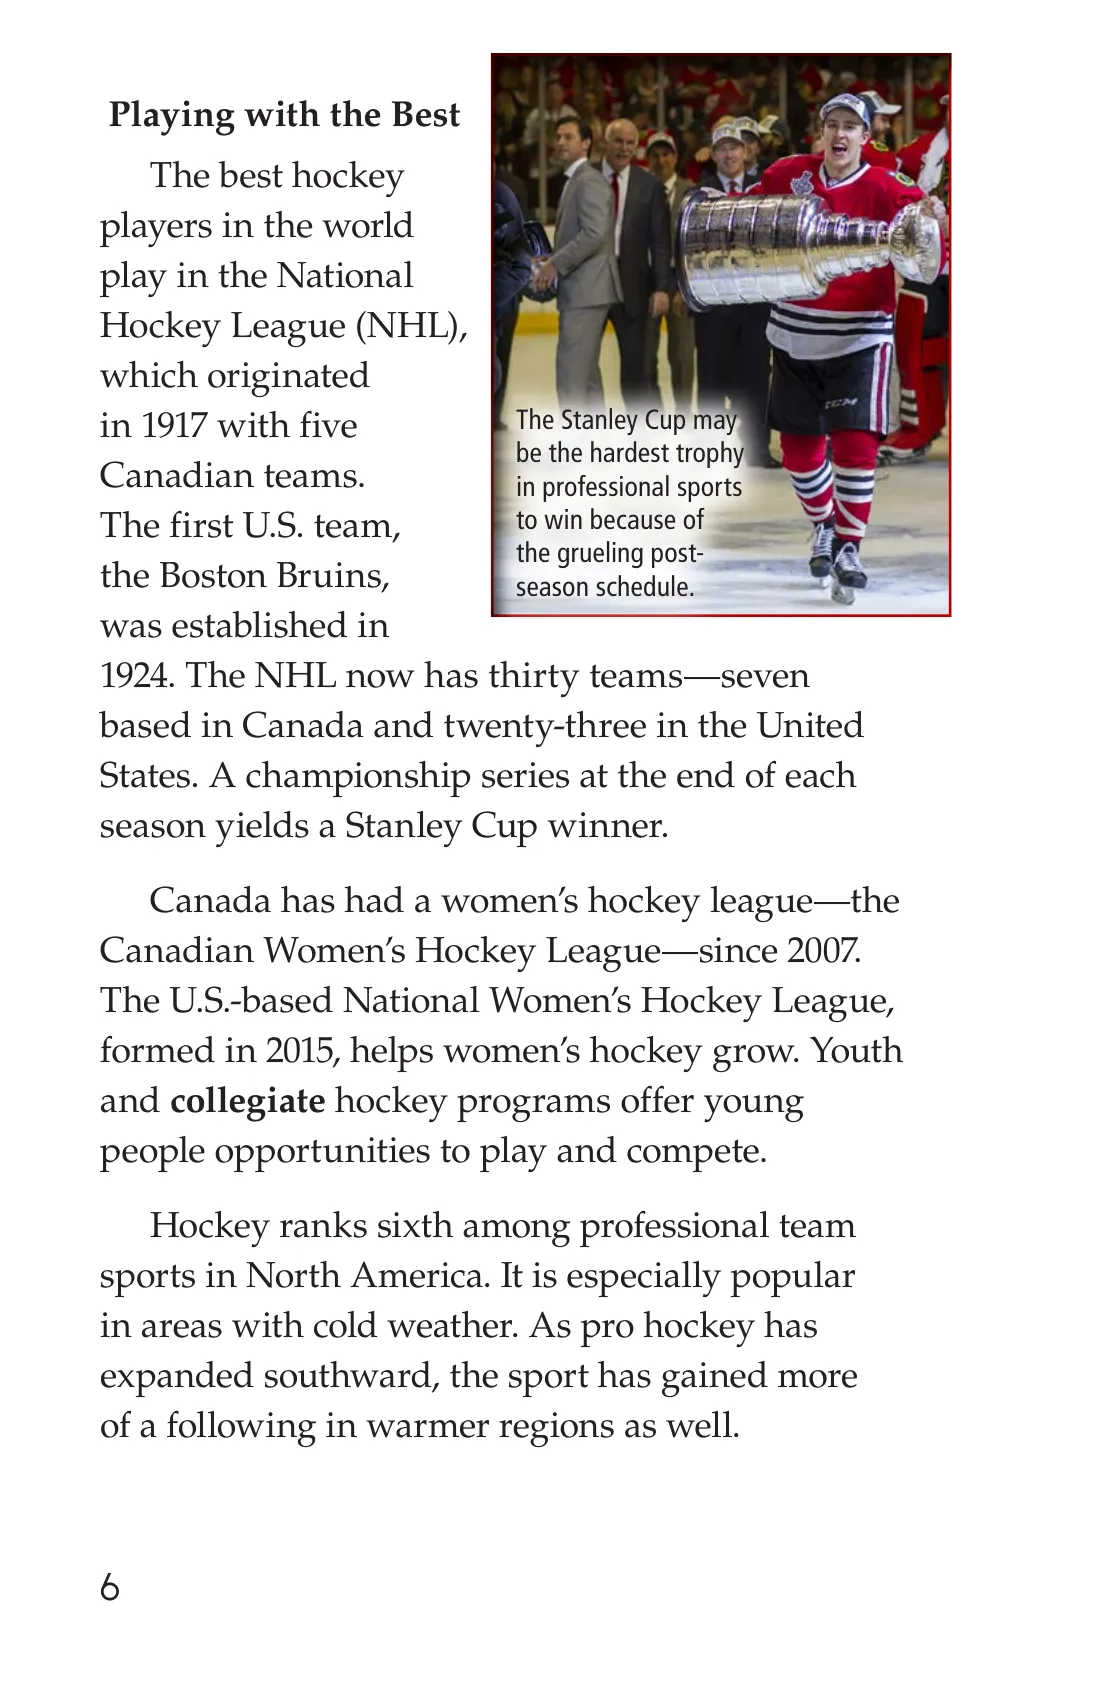 Playing with the Best
The best hockey
players in the world
play in the National
Hockey League (NHL),
which originated
in 1917 with five
Canadian teams.
The first U.S. team,
the Boston Bruins,
was established in
1924. The NHL now has thirty teams—seven
based in Canada and twenty-three in the United
States. A championship series at the end of each
season yields a Stanley Cup winner.
The Stanley Cup may
be the hardest trophy
in professional sports
to win because of
the grueling post-
season schedule.
CCM
Canada has had a women’s hockey league—the
Canadian Women’s Hockey League—since 2007.
The U.S.-based National Women’s Hockey League,
formed in 2015, helps women’s hockey grow. Youth
and collegiate hockey programs offer young
people opportunities to play and compete.
Hockey ranks sixth among professional team
sports in North America. It is especially popular
in areas with cold weather. As pro hockey has
expanded southward, the sport has gained more
of a following in warmer regions as well.
6